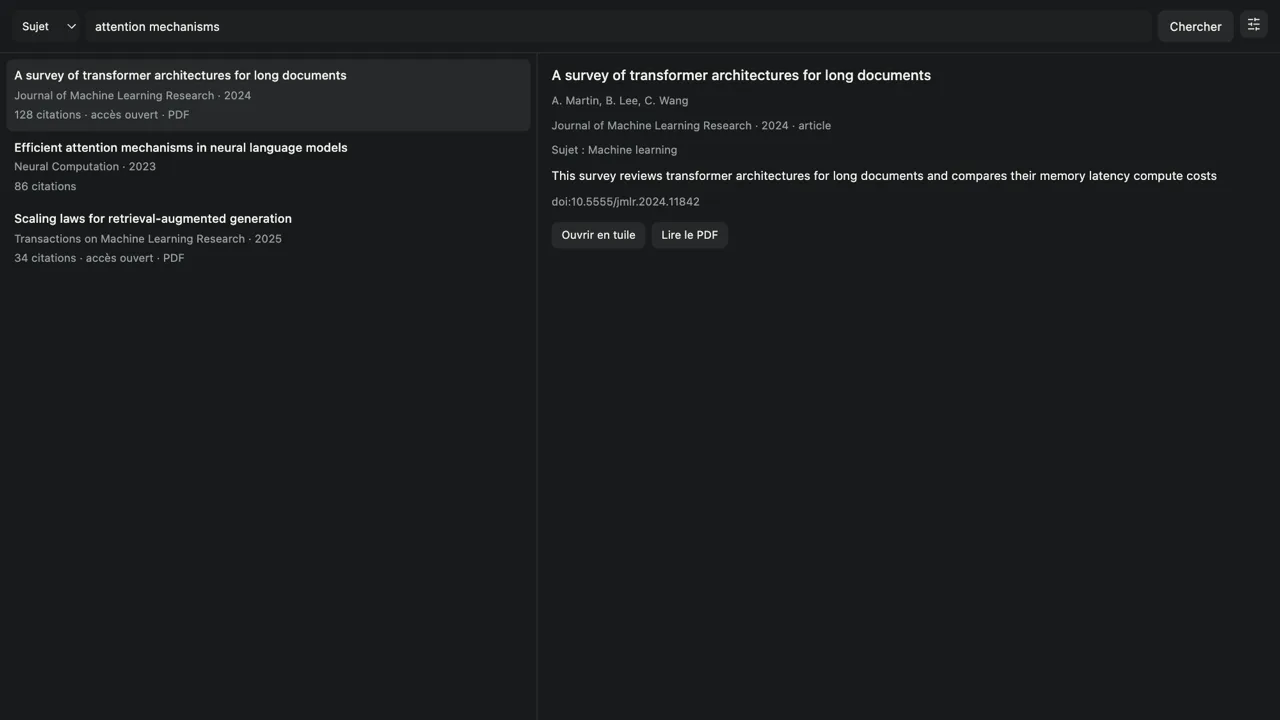 Sujet
attention mechanisms
Chercher
A survey of transformer architectures for long documents
Journal of Machine Learning Research · 2024
128 citations · accès ouvert · PDF
Efficient attention mechanisms in neural language models
Neural Computation · 2023
86 citations
Scaling laws for retrieval-augmented generation
Transactions on Machine Learning Research · 2025
34 citations · accès ouvert · PDF
A survey of transformer architectures for long documents
A. Martin, B. Lee, C. Wang
Journal of Machine Learning Research · 2024 · article
Sujet : Machine learning
This survey reviews transformer architectures for long documents and compares their memory latency compute costs
doi:10.5555/jmlr.2024.11842
Ouvrir en tuile
Lire le PDF